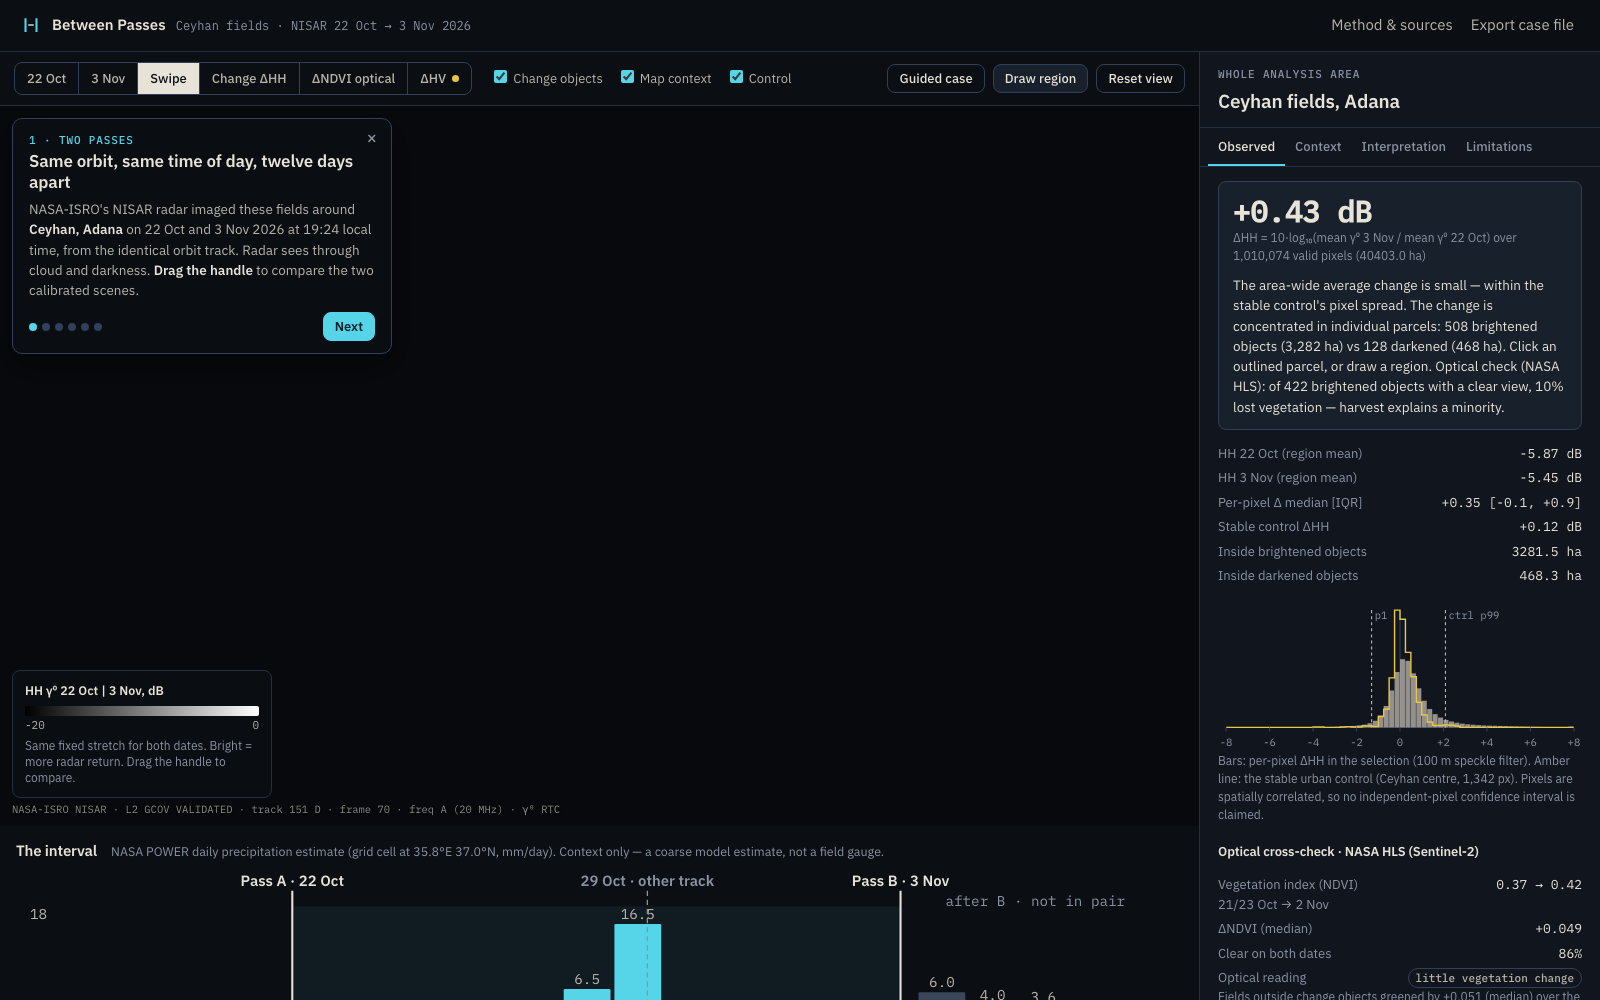 Between Passes Ceyhan fields · NISAR 22 Oct → 3 Nov 2026
Method & sources Export case file
22 Oct 3 Nov Swipe Change ΔHH ΔNDVI optical ΔHV
Change objects Map context Control
Guided case Draw region Reset view
1 · TWO PASSES ×
Same orbit, same time of day, twelve days
apart
NASA-ISRO's NISAR radar imaged these fields around
Ceyhan, Adana on 22 Oct and 3 Nov 2026 at 19:24 local
time, from the identical orbit track. Radar sees through
cloud and darkness. Drag the handle to compare the two
calibrated scenes.
Next
HH γ⁰ 22 Oct | 3 Nov, dB
-20 0
Same fixed stretch for both dates. Bright =
more radar return. Drag the handle to
compare.
NASA-ISRO NISAR · L2 GCOV VALIDATED · track 151 D · frame 70 · freq A (20 MHz) · γ⁰ RTC
The interval NASA POWER daily precipitation estimate (grid cell at 35.8°E 37.0°N, mm/day). Context only — a coarse model estimate, not a field gauge.
Pass A · 22 Oct 29 Oct · other track Pass B · 3 Nov
after B · not in pair
18
16.5
6.5
6.0
4.0
3.6
WHOLE ANALYSIS AREA
Ceyhan fields, Adana
Observed Context Interpretation Limitations
+0.43 dB
ΔHH = 10·log₁₀(mean γ⁰ 3 Nov / mean γ⁰ 22 Oct) over
1,010,074 valid pixels (40403.0 ha)
The area-wide average change is small — within the
stable control's pixel spread. The change is
concentrated in individual parcels: 508 brightened
objects (3,282 ha) vs 128 darkened (468 ha). Click an
outlined parcel, or draw a region. Optical check (NASA
HLS): of 422 brightened objects with a clear view, 10%
lost vegetation — harvest explains a minority.
HH 22 Oct (region mean) -5.87 dB
HH 3 Nov (region mean) -5.45 dB
Per-pixel Δ median [IQR] +0.35 [-0.1, +0.9]
Stable control ΔHH +0.12 dB
Inside brightened objects 3281.5 ha
Inside darkened objects 468.3 ha
p1 ctrl p99
-8 -6 -4 -2 0 +2 +4 +6 +8
Bars: per-pixel ΔHH in the selection (100 m speckle filter). Amber
line: the stable urban control (Ceyhan centre, 1,342 px). Pixels are
spatially correlated, so no independent-pixel confidence interval is
claimed.
Optical cross-check · NASA HLS (Sentinel-2)
Vegetation index (NDVI) 0.37 → 0.42
21/23 Oct → 2 Nov
ΔNDVI (median) +0.049
Clear on both dates 86%
Optical reading little vegetation change
Fields outside change objects greened by +0.051 (median) over the